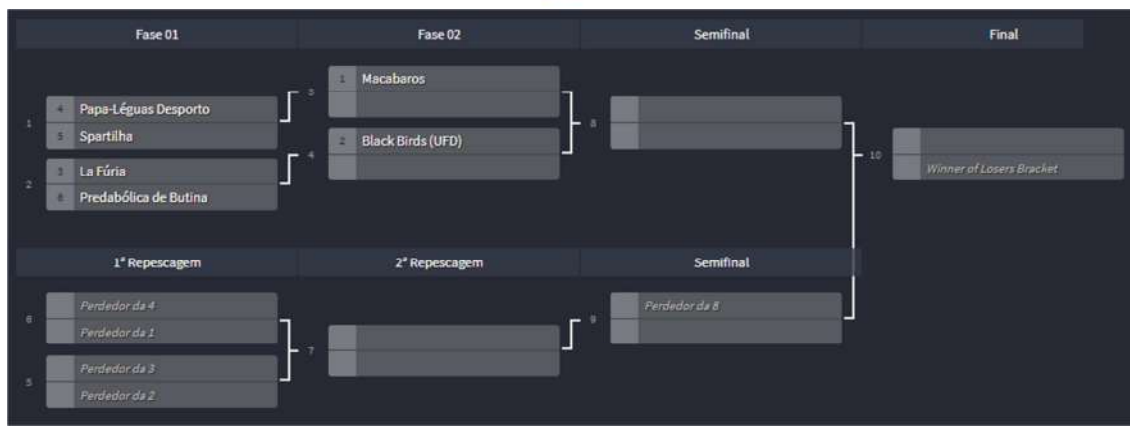 Fase 01 Fase 02 Semifinal Final
1 Macabaros
3
4 Papa-Léguas Desporto
1
5 Spartilha
8
2 Black Birds (UFD)
4
3 La Fúria
2
6 Predabólica de Butina
10
Winner of Losers Bracket
1ª Repescagem 2ª Repescagem Semifinal
Perdedor da 4
6
Perdedor da 1
Perdedor da 8
9
7
Perdedor da 3
5
Perdedor da 2